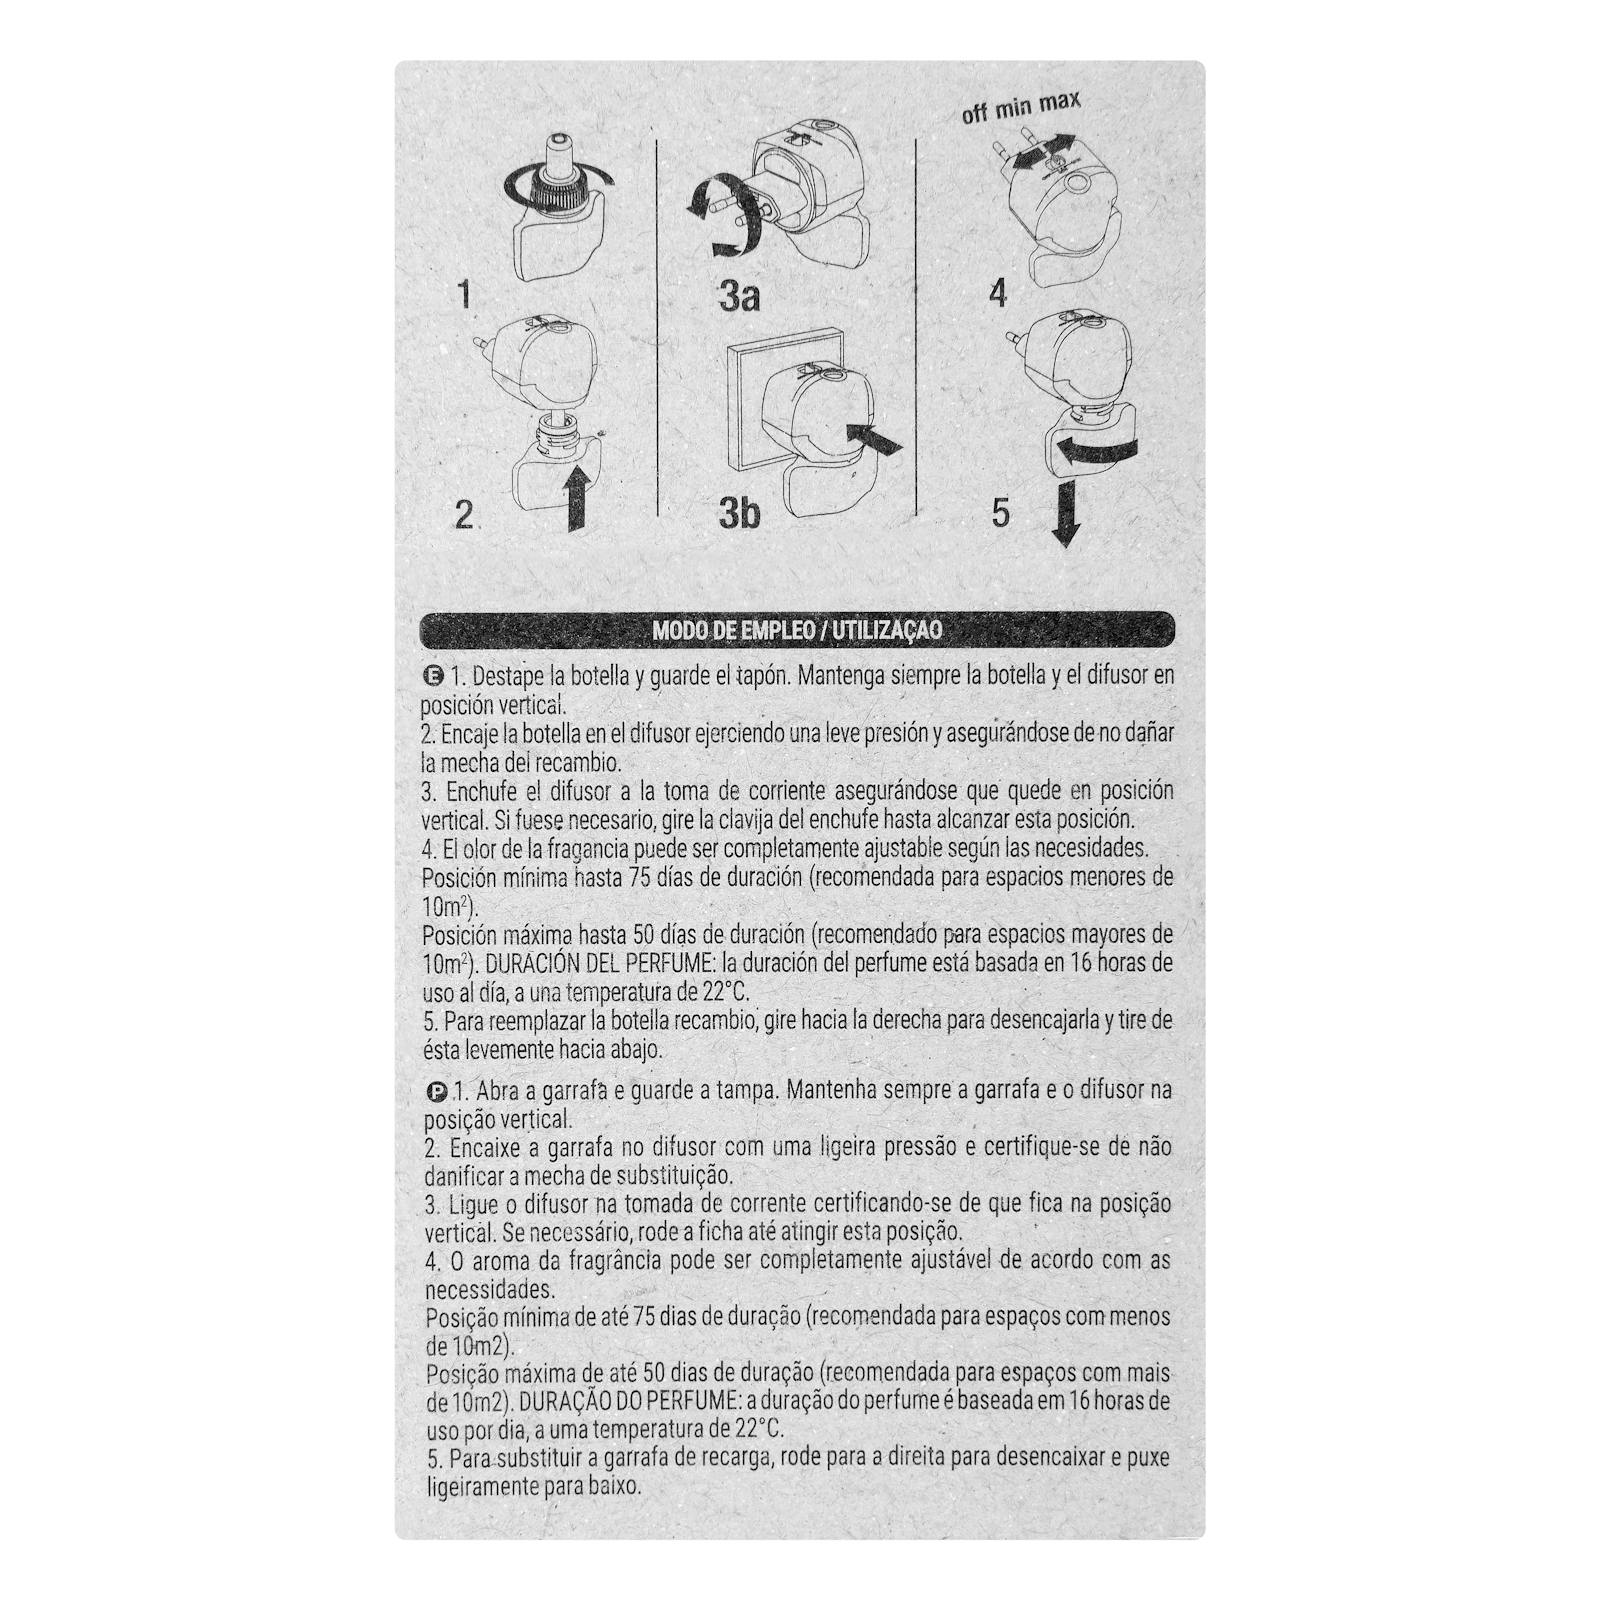 off min max
1
3a
4
2
3b
5
MODO DE EMPLEO / UTILIZAÇAO
E 1. Destape la botella y guarde el tapón. Mantenga siempre la botella y el difusor en
posición vertical.
2. Encaje la botella en el difusor ejerciendo una leve presión y asegurándose de no dañar
la mecha del recambio.
3. Enchufe el difusor a la toma de corriente asegurándose que quede en posición
vertical. Si fuese necesario, gire la clavija del enchufe hasta alcanzar esta posición.
4. El olor de la fragancia puede ser completamente ajustable según las necesidades.
Posición mínima hasta 75 días de duración (recomendada para espacios menores de
10m²).
Posición máxima hasta 50 días de duración (recomendado para espacios mayores de
10m²). DURACIÓN DEL PERFUME: la duración del perfume está basada en 16 horas de
uso al día, a una temperatura de 22°C.
5. Para reemplazar la botella recambio, gire hacia la derecha para desencajarla y tire de
ésta levemente hacia abajo.
P 1. Abra a garrafa e guarde a tampa. Mantenha sempre a garrafa e o difusor na
posição vertical.
2. Encaixe a garrafa no difusor com uma ligeira pressão e certifique-se de não
danificar a mecha de substituição.
3. Ligue o difusor na tomada de corrente certificando-se de que fica na posição
vertical. Se necessário, rode a ficha até atingir esta posição.
4. O aroma da fragrância pode ser completamente ajustável de acordo com as
necessidades.
Posição mínima de até 75 dias de duração (recomendada para espaços com menos
de 10m2).
Posição máxima de até 50 dias de duração (recomendada para espaços com mais
de 10m2). DURAÇÃO DO PERFUME: a duração do perfume é baseada em 16 horas de
uso por dia, a uma temperatura de 22°C.
5. Para substituir a garrafa de recarga, rode para a direita para desencaixar e puxe
ligeiramente para baixo.